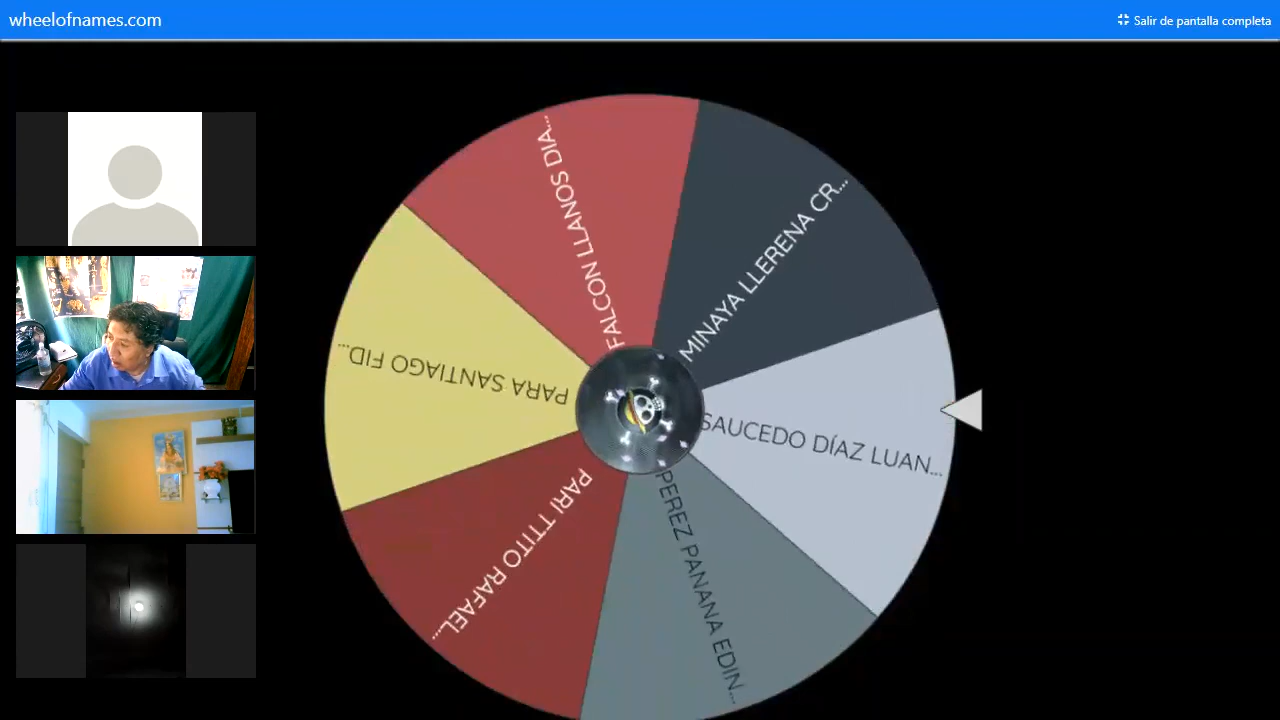 wheelofnames.com
Salir de pantalla completa
FALCON LLANOS DIA...
MINAYA LLERENA CR...
SAUCEDO DÍAZ LUAN...
PEREZ PANANA EDIN...
PARI TTITO RAFAEL...
PARA SANTIAGO FID...